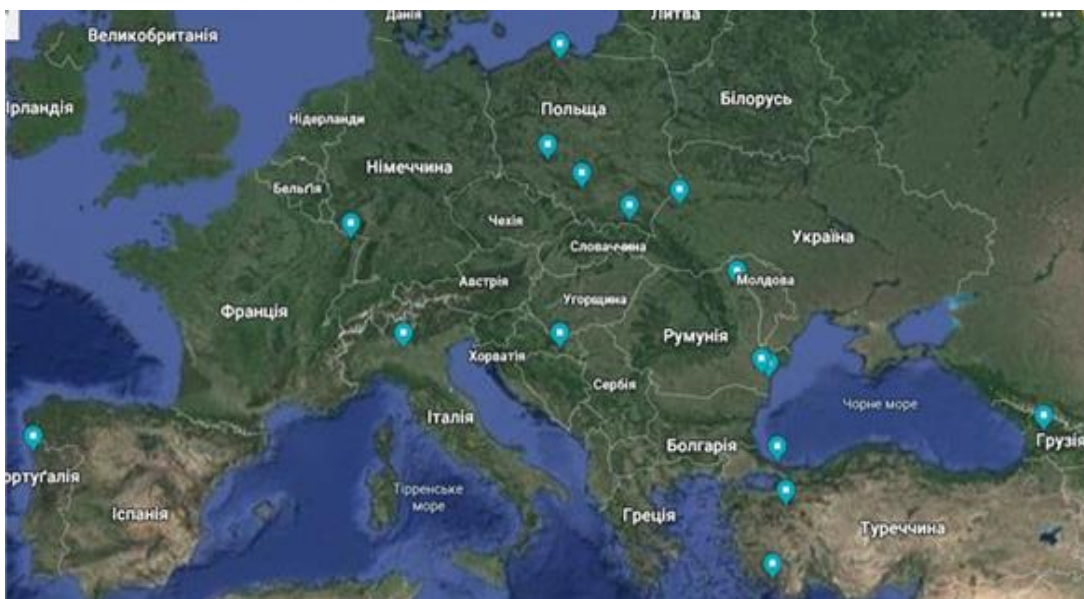 Данія
Литва
Великобританія
Ірландія
Польща
Білорусь
Нідерланди
Німеччина
Бельгія
Чехія
Україна
Словаччина
Молдова
Австрія
Угорщина
Франція
Румунія
Хорватія
Сербія
Чорне море
Італія
Грузія
Болгарія
ортуґалія
Тірренське
море
Іспанія
Греція
Туреччина